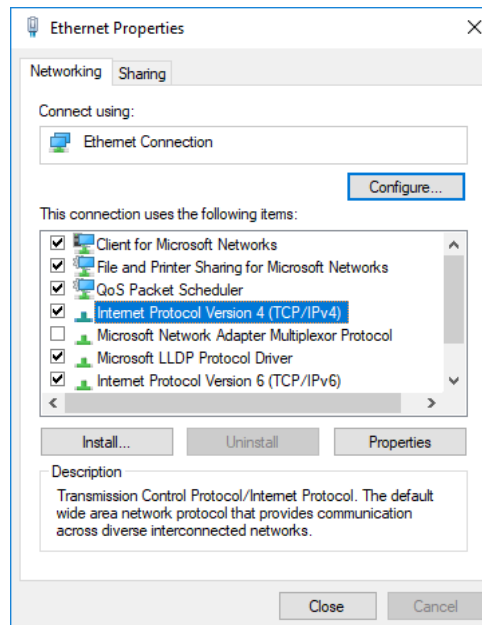 Ethernet Properties
Networking
Sharing
Connect using:
Ethernet Connection
Configure...
This connection uses the following items:
Client for Microsoft Networks
File and Printer Sharing for Microsoft Networks
QoS Packet Scheduler
Internet Protocol Version 4 (TCP/IPv4)
Microsoft Network Adapter Multiplexor Protocol
Microsoft LLDP Protocol Driver
Internet Protocol Version 6 (TCP/IPv6)
Install...
Uninstall
Properties
Description
Transmission Control Protocol/Internet Protocol. The default
wide area network protocol that provides communication
across diverse interconnected networks.
Close
Cancel